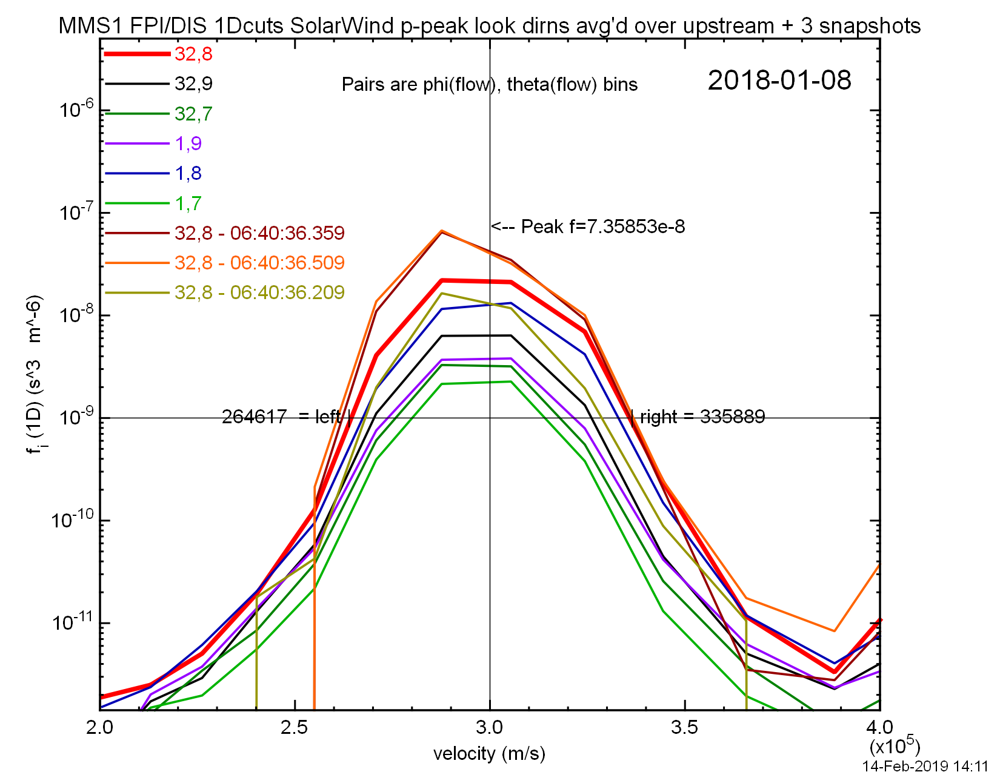 MMS1 FPI/DIS 1Dcuts SolarWind p-peak look dirns avg'd over upstream + 3 snapshots
32,8
32,9
32,7
1,9
1,8
1,7
32,8 - 06:40:36.359
32,8 - 06:40:36.509
32,8 - 06:40:36.209
Pairs are phi(flow), theta(flow) bins
2018-01-08
<-- Peak f=7.35853e-8
264617 = left |
| right = 335889
10-6
10-7
10-8
10-9
10-10
10-11
fi (1D) (s^3 m^-6)
2.0 2.5 3.0 3.5 4.0
(x105)
velocity (m/s)
14-Feb-2019 14:11